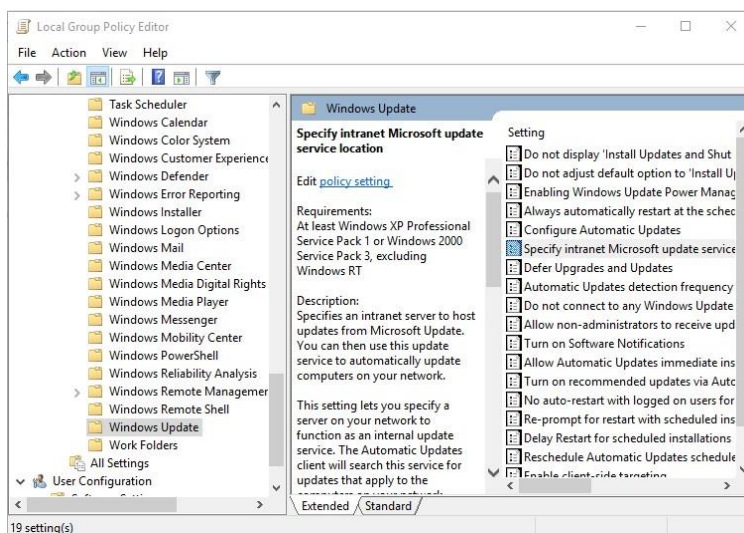 Local Group Policy Editor
File Action View Help
Task Scheduler
Windows Calendar
Windows Color System
Windows Customer Experience
Windows Defender
Windows Error Reporting
Windows Installer
Windows Logon Options
Windows Mail
Windows Media Center
Windows Media Digital Rights
Windows Media Player
Windows Messenger
Windows Mobility Center
Windows PowerShell
Windows Reliability Analysis
Windows Remote Managemer
Windows Remote Shell
Windows Update
Work Folders
All Settings
User Configuration
Windows Update
Specify intranet Microsoft update
service location
Edit policy setting
Requirements:
At least Windows XP Professional
Service Pack 1 or Windows 2000
Service Pack 3, excluding
Windows RT
Description:
Specifies an intranet server to host
updates from Microsoft Update.
You can then use this update
service to automatically update
computers on your network.
This setting lets you specify a
server on your network to
function as an internal update
service. The Automatic Updates
client will search this service for
updates that apply to the
computers on your network.
Setting
Do not display 'Install Updates and Shut
Do not adjust default option to 'Install U
Enabling Windows Update Power Manag
Always automatically restart at the sched
Configure Automatic Updates
Specify intranet Microsoft update service
Defer Upgrades and Updates
Automatic Updates detection frequency
Do not connect to any Windows Update
Allow non-administrators to receive upd
Turn on Software Notifications
Allow Automatic Updates immediate ins
Turn on recommended updates via Auto
No auto-restart with logged on users for
Re-prompt for restart with scheduled ins
Delay Restart for scheduled installations
Reschedule Automatic Updates schedule
Enable client-side targeting
Extended Standard
19 setting(s)